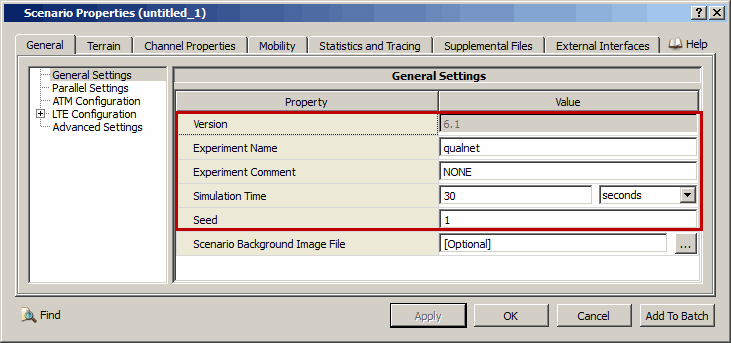 Scenario Properties (untitled_1)
General Terrain Channel Properties Mobility Statistics and Tracing Supplemental Files External Interfaces Help
General Settings
Parallel Settings
ATM Configuration
LTE Configuration
Advanced Settings
General Settings
Property Value
Version 6.1
Experiment Name qualnet
Experiment Comment NONE
Simulation Time 30 seconds
Seed 1
Scenario Background Image File [Optional] ...
Find Apply OK Cancel Add To Batch